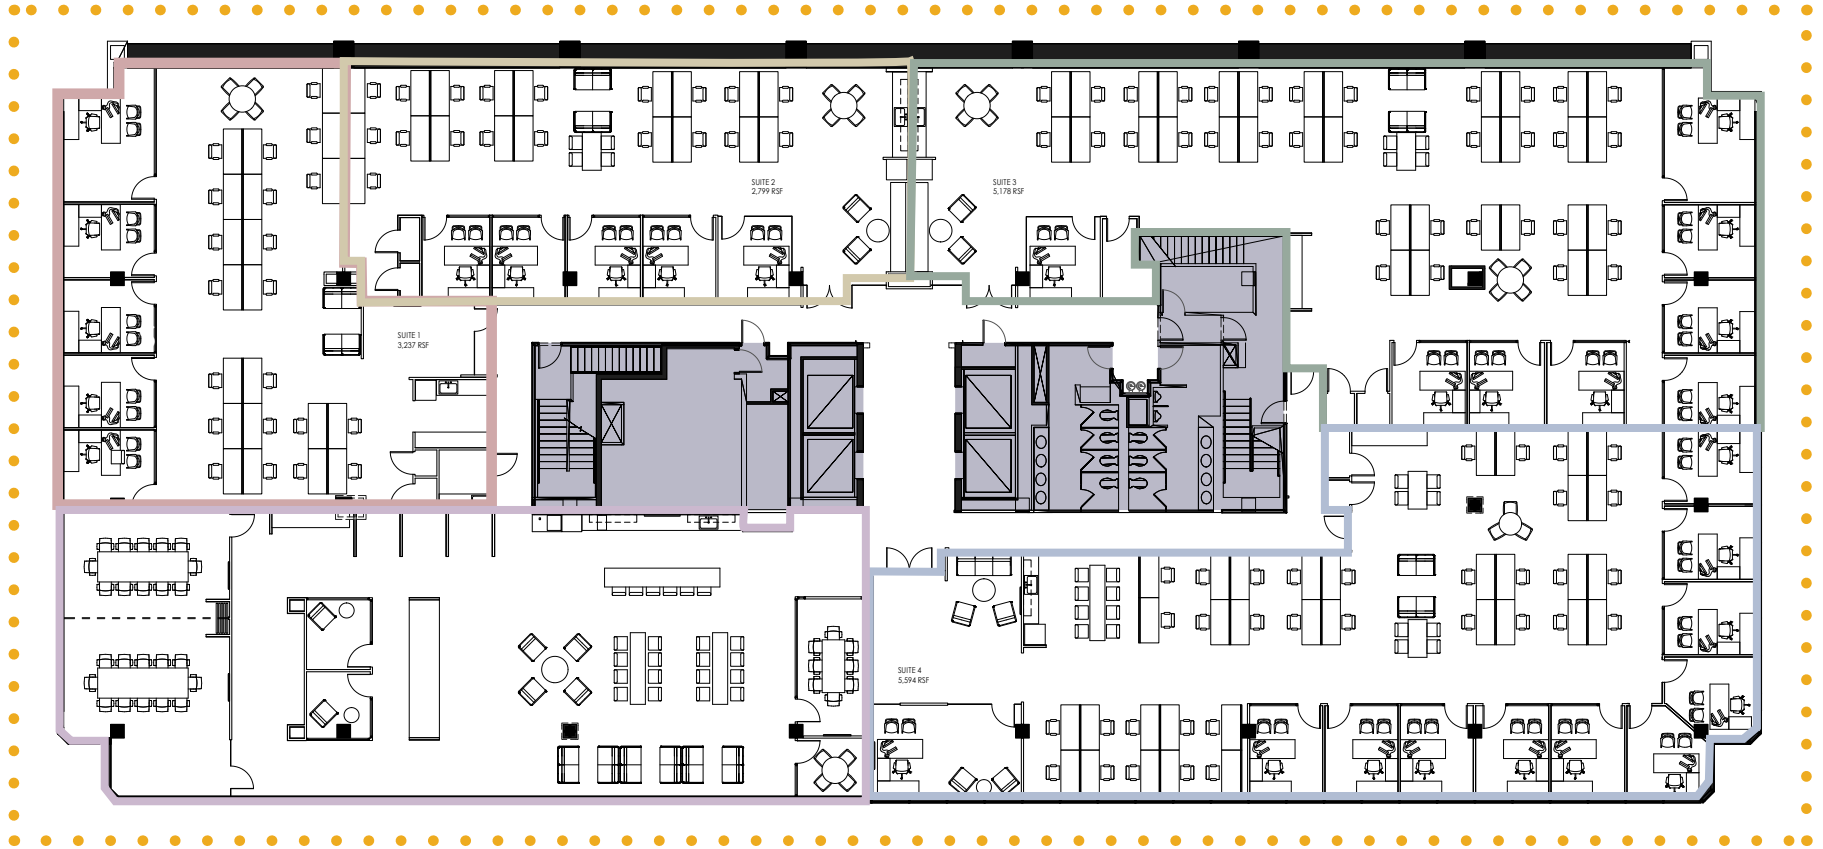 SUITE 2
2,799 RSF
SUITE 3
5,178 RSF
SUITE 1
3,237 RSF
SUITE 4
5,594 RSF